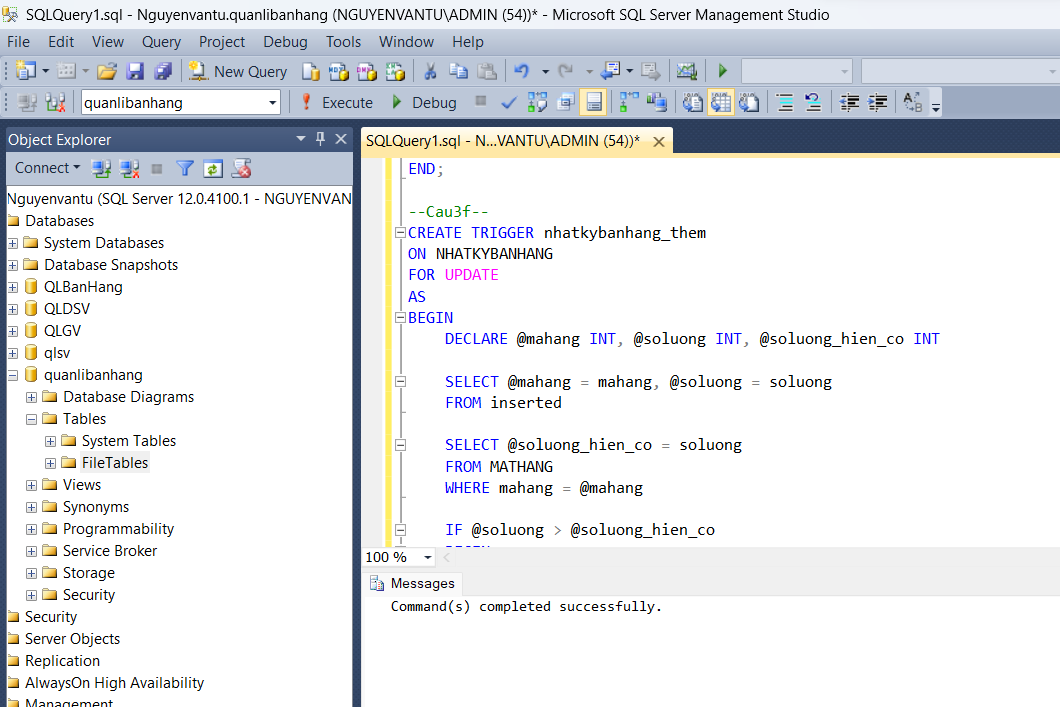 SQLQuery1.sql - Nguyenvantu.quanlibanhang (NGUYENVANTU\ADMIN (54))* - Microsoft SQL Server Management Studio
File Edit View Query Project Debug Tools Window Help
New Query
quanlibanhang Execute Debug
Object Explorer
Connect
Nguyenvantu (SQL Server 12.0.4100.1 - NGUYENVAN
Databases
System Databases
Database Snapshots
QLBanHang
QLDSV
QLGV
qlsv
quanlibanhang
Database Diagrams
Tables
System Tables
FileTables
Views
Synonyms
Programmability
Service Broker
Storage
Security
Security
Server Objects
Replication
AlwaysOn High Availability
Management
SQLQuery1.sql - N...VANTU\ADMIN (54))*
END;
--Cau3f--
CREATE TRIGGER nhatkybanhang_them
ON NHATKYBANHANG
FOR UPDATE
AS
BEGIN
DECLARE @mahang INT, @soluong INT, @soluong_hien_co INT
SELECT @mahang = mahang, @soluong = soluong
FROM inserted
SELECT @soluong_hien_co = soluong
FROM MATHANG
WHERE mahang = @mahang
IF @soluong > @soluong_hien_co
BEGIN
100 %
Messages
Command(s) completed successfully.